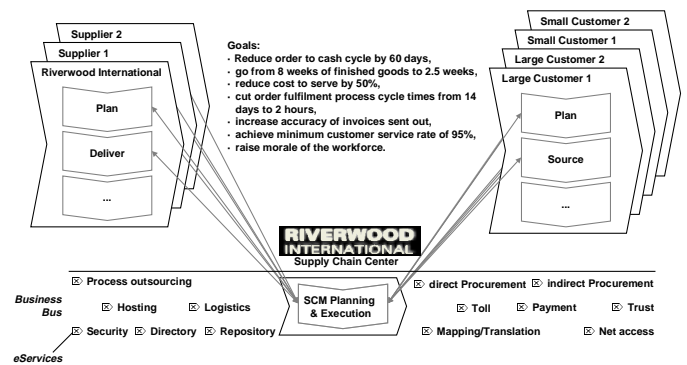 Supplier 2
Supplier 1
Riverwood International
Plan
Deliver
...
Goals:
- Reduce order to cash cycle by 60 days,
- go from 8 weeks of finished goods to 2.5 weeks,
- reduce cost to serve by 50%,
- cut order fulfilment process cycle times from 14
days to 2 hours,
- increase accuracy of invoices sent out,
- achieve minimum customer service rate of 95%,
- raise morale of the workforce.
Small Customer 2
Small Customer 1
Large Customer 2
Large Customer 1
Plan
Source
...
RIVERWOOD
INTERNATIONAL
Supply Chain Center
SCM Planning
& Execution
Business
Bus
eServices
Process outsourcing
Hosting
Logistics
Security
Directory
Repository
direct Procurement
indirect Procurement
Toll
Payment
Trust
Mapping/Translation
Net access